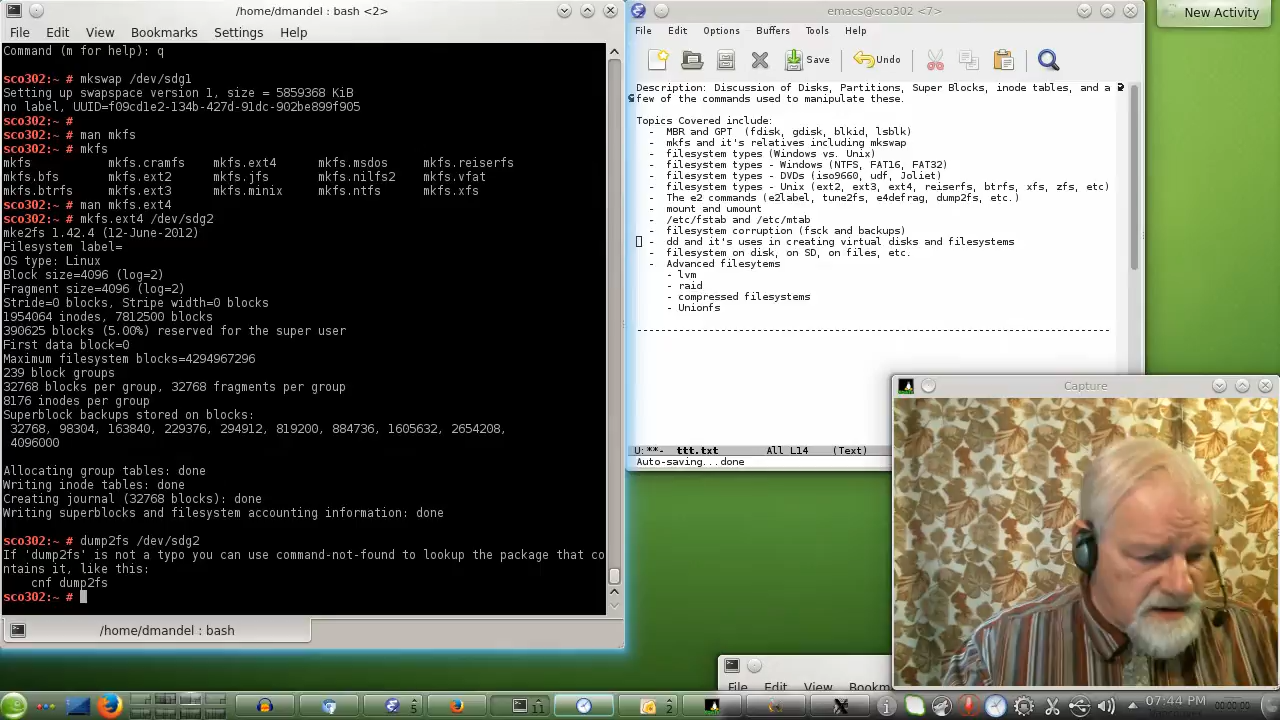 /home/dmandel : bash <2>
File Edit View Bookmarks Settings Help
Command (m for help): q
sco302:~ # mkswap /dev/sdg1
Setting up swapspace version 1, size = 5859368 KiB
no label, UUID=f09cd1e2-134b-427d-91dc-902be899f905
sco302:~ #
sco302:~ # man mkfs
sco302:~ # mkfs
mkfs mkfs.cramfs mkfs.ext4 mkfs.msdos mkfs.reiserfs
mkfs.bfs mkfs.ext2 mkfs.jfs mkfs.nilfs2 mkfs.vfat
mkfs.btrfs mkfs.ext3 mkfs.minix mkfs.ntfs mkfs.xfs
sco302:~ # man mkfs.ext4
sco302:~ # mkfs.ext4 /dev/sdg2
mke2fs 1.42.4 (12-June-2012)
Filesystem label=
OS type: Linux
Block size=4096 (log=2)
Fragment size=4096 (log=2)
Stride=0 blocks, Stripe width=0 blocks
1954064 inodes, 7812500 blocks
390625 blocks (5.00%) reserved for the super user
First data block=0
Maximum filesystem blocks=4294967296
239 block groups
32768 blocks per group, 32768 fragments per group
8176 inodes per group
Superblock backups stored on blocks:
32768, 98304, 163840, 229376, 294912, 819200, 884736, 1605632, 2654208,
4096000
Allocating group tables: done
Writing inode tables: done
Creating journal (32768 blocks): done
Writing superblocks and filesystem accounting information: done
sco302:~ # dump2fs /dev/sdg2
If 'dump2fs' is not a typo you can use command-not-found to lookup the package that co
ntains it, like this:
cnf dump2fs
sco302:~ #
/home/dmandel : bash
emacs@sco302 <7>
File Edit Options Buffers Tools Help
Save Undo
Description: Discussion of Disks, Partitions, Super Blocks, inode tables, and a
few of the commands used to manipulate these.
Topics Covered include:
- MBR and GPT (fdisk, gdisk, blkid, lsblk)
- mkfs and it's relatives including mkswap
- filesystem types (Windows vs. Unix)
- filesystem types - Windows (NTFS, FAT16, FAT32)
- filesystem types - DVDs (iso9660, udf, Joliet)
- filesystem types - Unix (ext2, ext3, ext4, reiserfs, btrfs, xfs, zfs, etc)
- The e2 commands (e2label, tune2fs, e4defrag, dump2fs, etc.)
- mount and umount
- /etc/fstab and /etc/mtab
- filesystem corruption (fsck and backups)
- dd and it's uses in creating virtual disks and filesystems
- filesystem on disk, on SD, on files, etc.
- Advanced filesytems
- lvm
- raid
- compressed filesystems
- Unionfs
--------------------------------------------------------------------------------
U:**- ttt.txt All L14 (Text)
Auto-saving...done
New Activity
Capture
File Edit View Bookm
5
11
2
07:44 PM
00:00:00